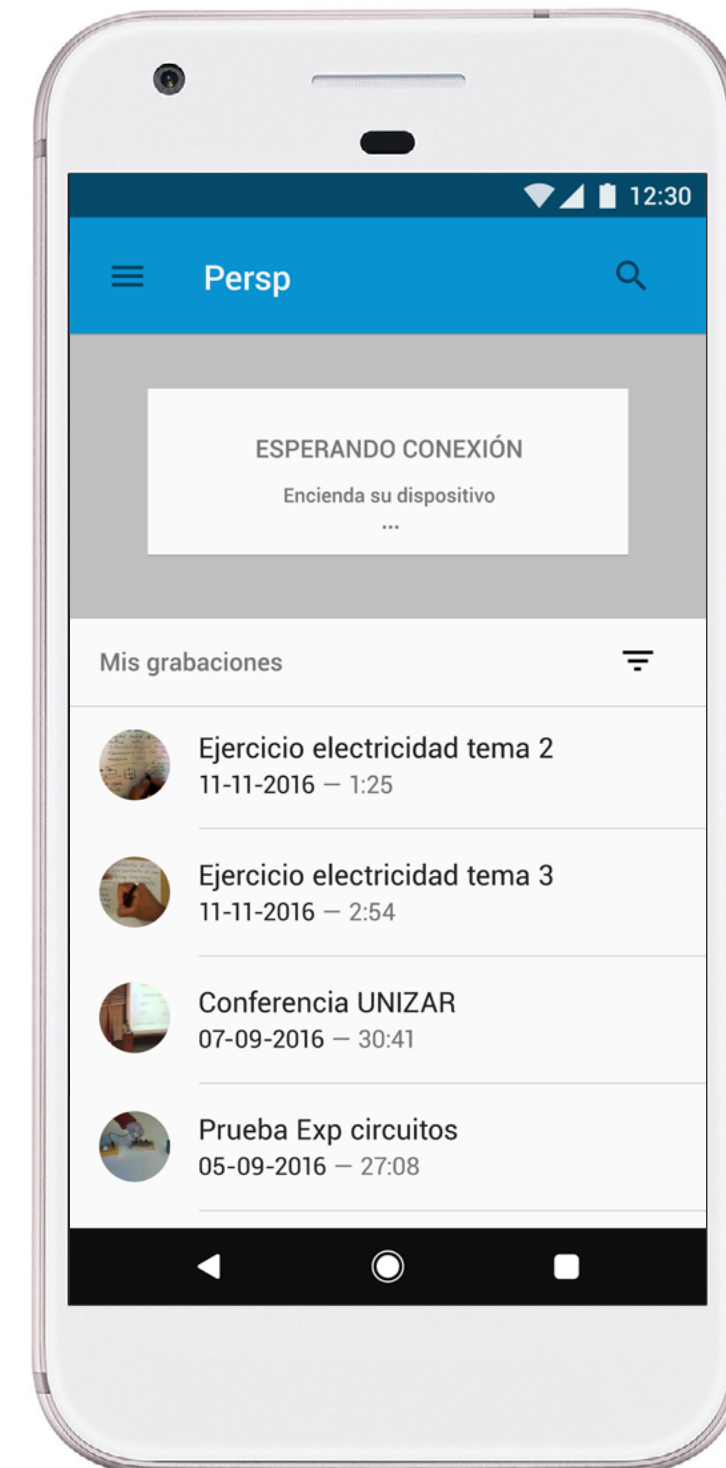 12:30
Persp
ESPERANDO CONEXIÓN
Encienda su dispositivo
...
Mis grabaciones
Ejercicio electricidad tema 2
11-11-2016 — 1:25
Ejercicio electricidad tema 3
11-11-2016 — 2:54
Conferencia UNIZAR
07-09-2016 — 30:41
Prueba Exp circuitos
05-09-2016 — 27:08